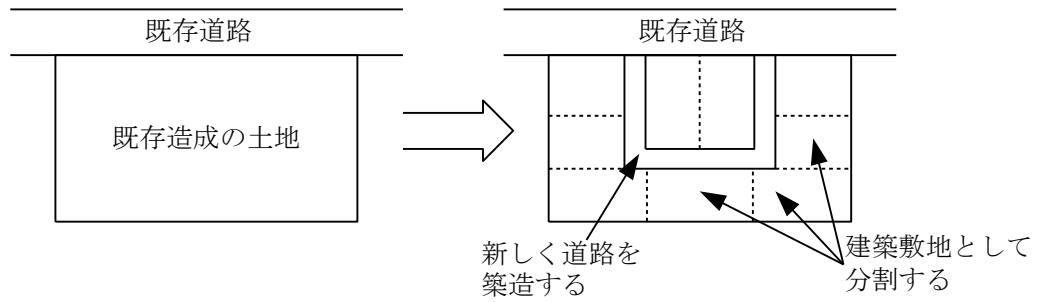 既存道路
既存造成の土地
既存道路
新しく道路を
築造する
建築敷地として
分割する